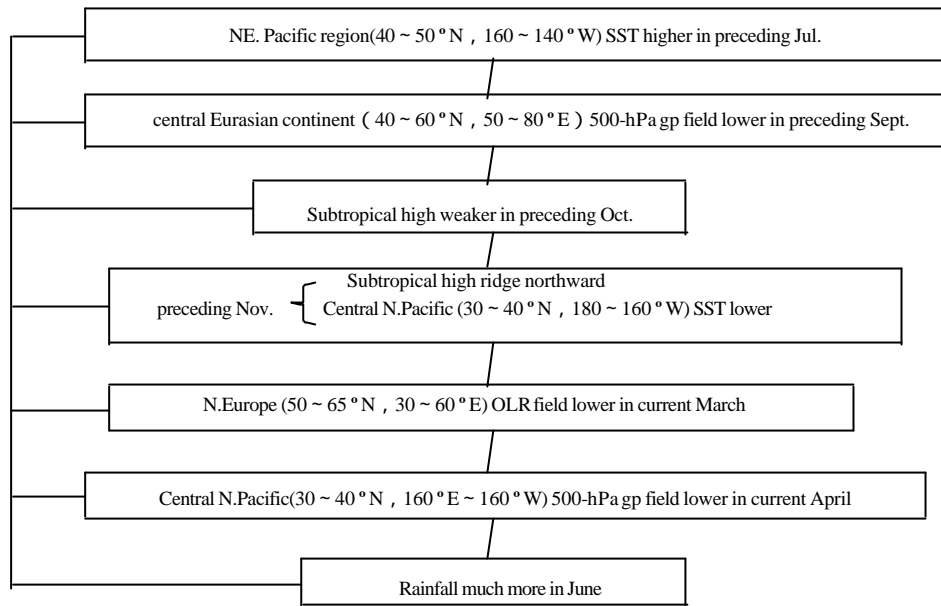 NE. Pacific region(40 ~ 50°N , 160 ~ 140°W) SST higher in preceding Jul.
central Eurasian continent ( 40 ~ 60°N , 50 ~ 80°E ) 500-hPa gp field lower in preceding Sept.
Subtropical high weaker in preceding Oct.
Subtropical high ridge northward
preceding Nov. { Central N.Pacific (30 ~ 40°N , 180 ~ 160°W) SST lower
N.Europe (50 ~ 65°N , 30 ~ 60°E) OLR field lower in current March
Central N.Pacific(30 ~ 40°N , 160°E ~ 160°W) 500-hPa gp field lower in current April
Rainfall much more in June